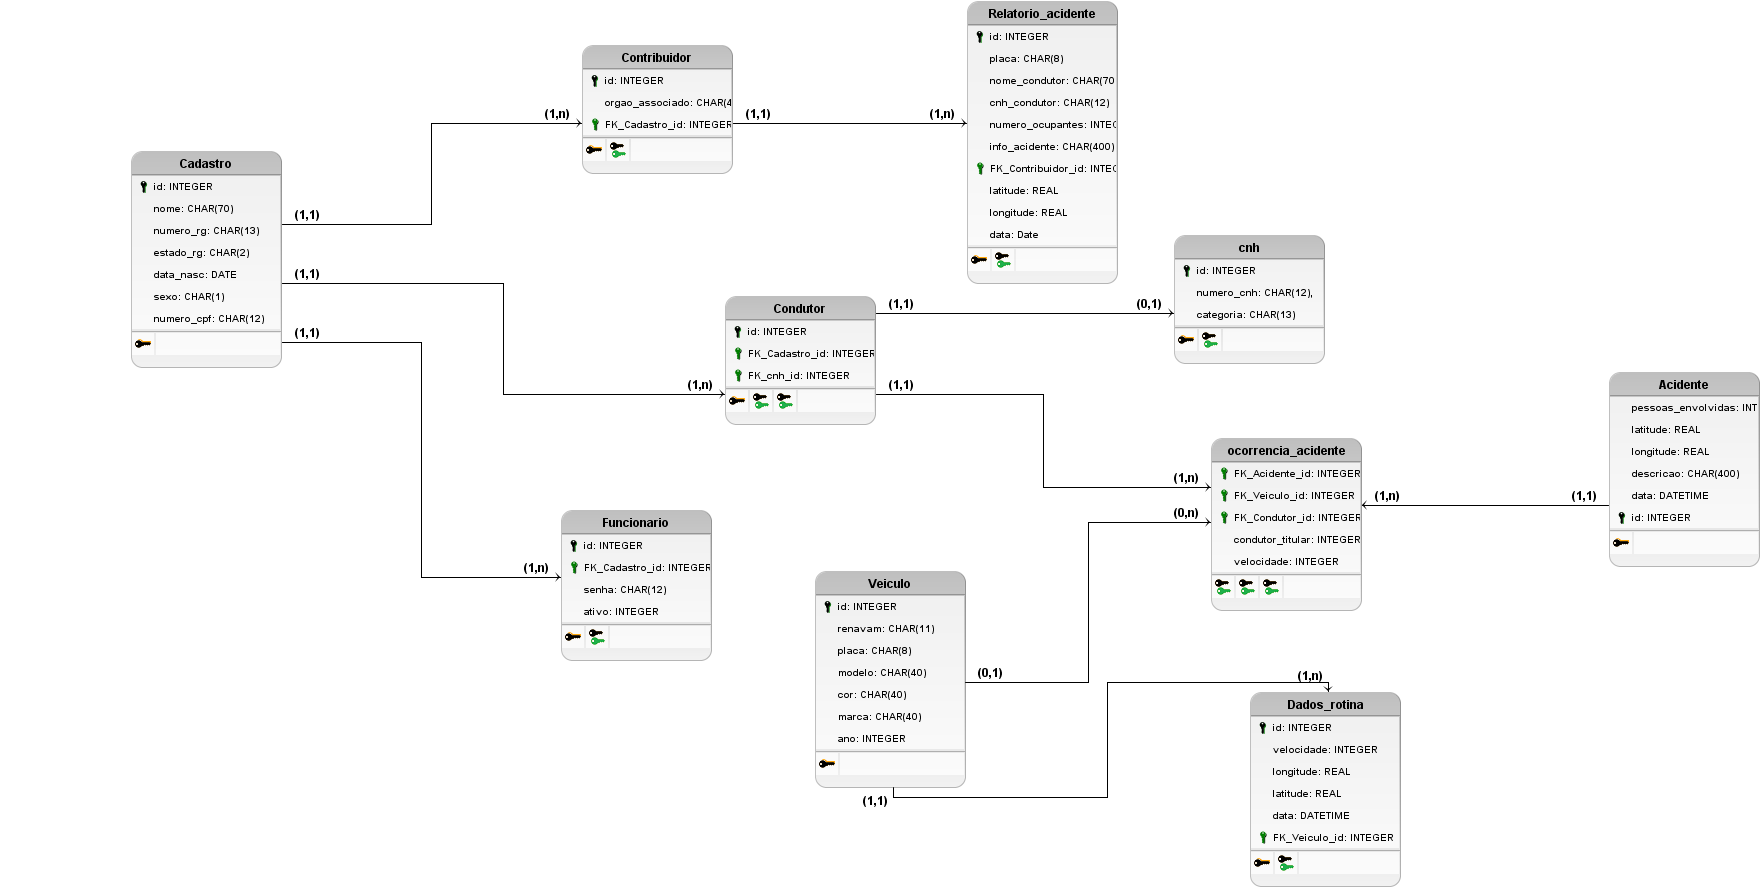 Cadastro
id: INTEGER
nome: CHAR(70)
numero_rg: CHAR(13)
estado_rg: CHAR(2)
data_nasc: DATE
sexo: CHAR(1)
numero_cpf: CHAR(12)
(1,1)
(1,1)
(1,1)
(1,n)
Contribuidor
id: INTEGER
orgao_associado: CHAR(4
FK_Cadastro_id: INTEGER
(1,1)
(1,n)
Relatorio_acidente
id: INTEGER
placa: CHAR(8)
nome_condutor: CHAR(70
cnh_condutor: CHAR(12)
numero_ocupantes: INTEG
info_acidente: CHAR(400)
FK_Contribuidor_id: INTEG
latitude: REAL
longitude: REAL
data: Date
(1,n)
Condutor
id: INTEGER
FK_Cadastro_id: INTEGER
FK_cnh_id: INTEGER
(1,1)
(0,1)
(1,1)
cnh
id: INTEGER
numero_cnh: CHAR(12),
categoria: CHAR(13)
(1,n)
Funcionario
id: INTEGER
FK_Cadastro_id: INTEGER
senha: CHAR(12)
ativo: INTEGER
(1,n)
(0,n)
ocorrencia_acidente
FK_Acidente_id: INTEGER
FK_Veiculo_id: INTEGER
FK_Condutor_id: INTEGER
condutor_titular: INTEGER
velocidade: INTEGER
(1,n)
(1,1)
Acidente
pessoas_envolvidas: INT
latitude: REAL
longitude: REAL
descricao: CHAR(400)
data: DATETIME
id: INTEGER
Veiculo
id: INTEGER
renavam: CHAR(11)
placa: CHAR(8)
modelo: CHAR(40)
cor: CHAR(40)
marca: CHAR(40)
ano: INTEGER
(0,1)
(1,1)
(1,n)
Dados_rotina
id: INTEGER
velocidade: INTEGER
longitude: REAL
latitude: REAL
data: DATETIME
FK_Veiculo_id: INTEGER